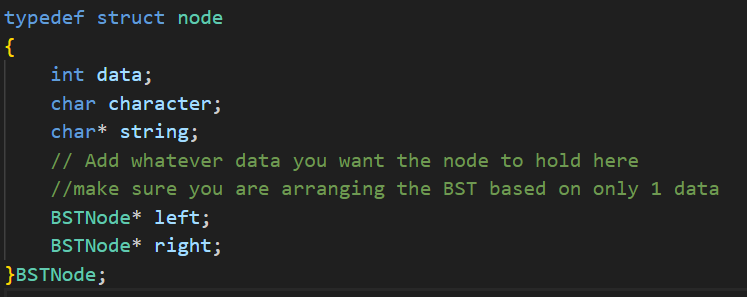 typedef struct node
{
    int data;
    char character;
    char* string;
    // Add whatever data you want the node to hold here
    //make sure you are arranging the BST based on only 1 data
    BSTNode* left;
    BSTNode* right;
}BSTNode;